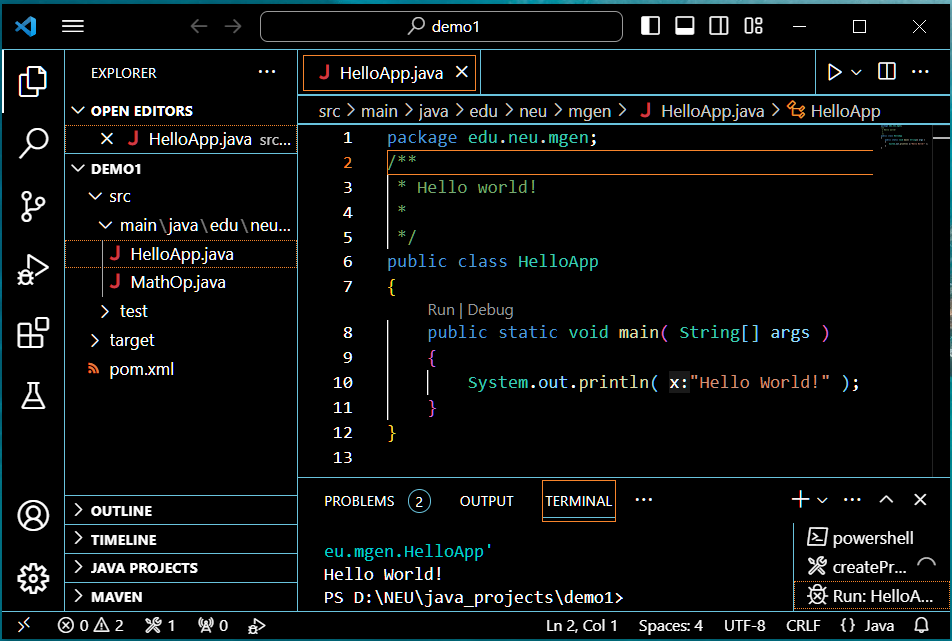 demo1
EXPLORER
OPEN EDITORS
HelloApp.java src...
DEMO1
src
main\java\edu\neu...
HelloApp.java
MathOp.java
test
target
pom.xml
OUTLINE
TIMELINE
JAVA PROJECTS
MAVEN
HelloApp.java
src > main > java > edu > neu > mgen > HelloApp.java > HelloApp
1 package edu.neu.mgen;
2 /**
3 * Hello world!
4 *
5 */
6 public class HelloApp
7 {
Run | Debug
8 public static void main( String[] args )
9 {
10 System.out.println( x:"Hello World!" );
11 }
12 }
13
PROBLEMS 2 OUTPUT TERMINAL ...
eu.mgen.HelloApp'
Hello World!
PS D:\NEU\java_projects\demo1>
powershell
createPr...
Run: HelloA...
0 2 1 0 Ln 2, Col 1 Spaces: 4 UTF-8 CRLF {} Java